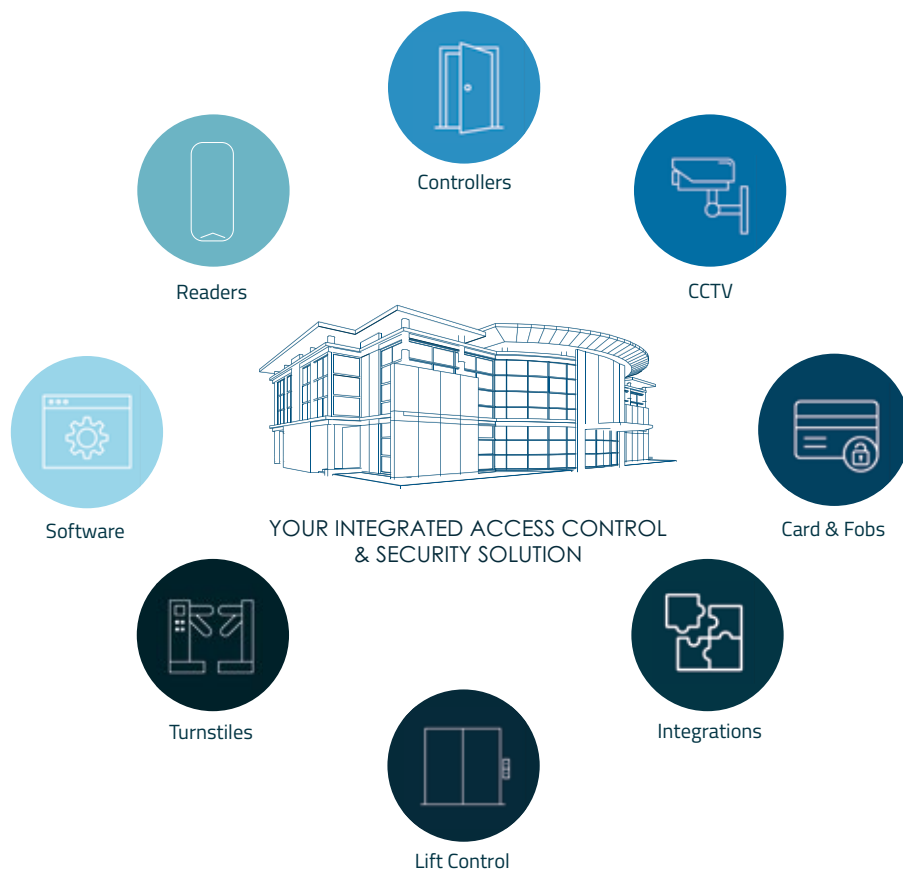 Controllers
Readers
CCTV
Software
YOUR INTEGRATED ACCESS CONTROL
& SECURITY SOLUTION
Card & Fobs
Turnstiles
Integrations
Lift Control